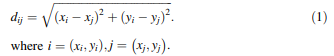 d_{ij} = \sqrt{(x_i - x_j)^2 + (y_i - y_j)^2}. (1)
where i = (x_i, y_i), j = (x_j, y_j).